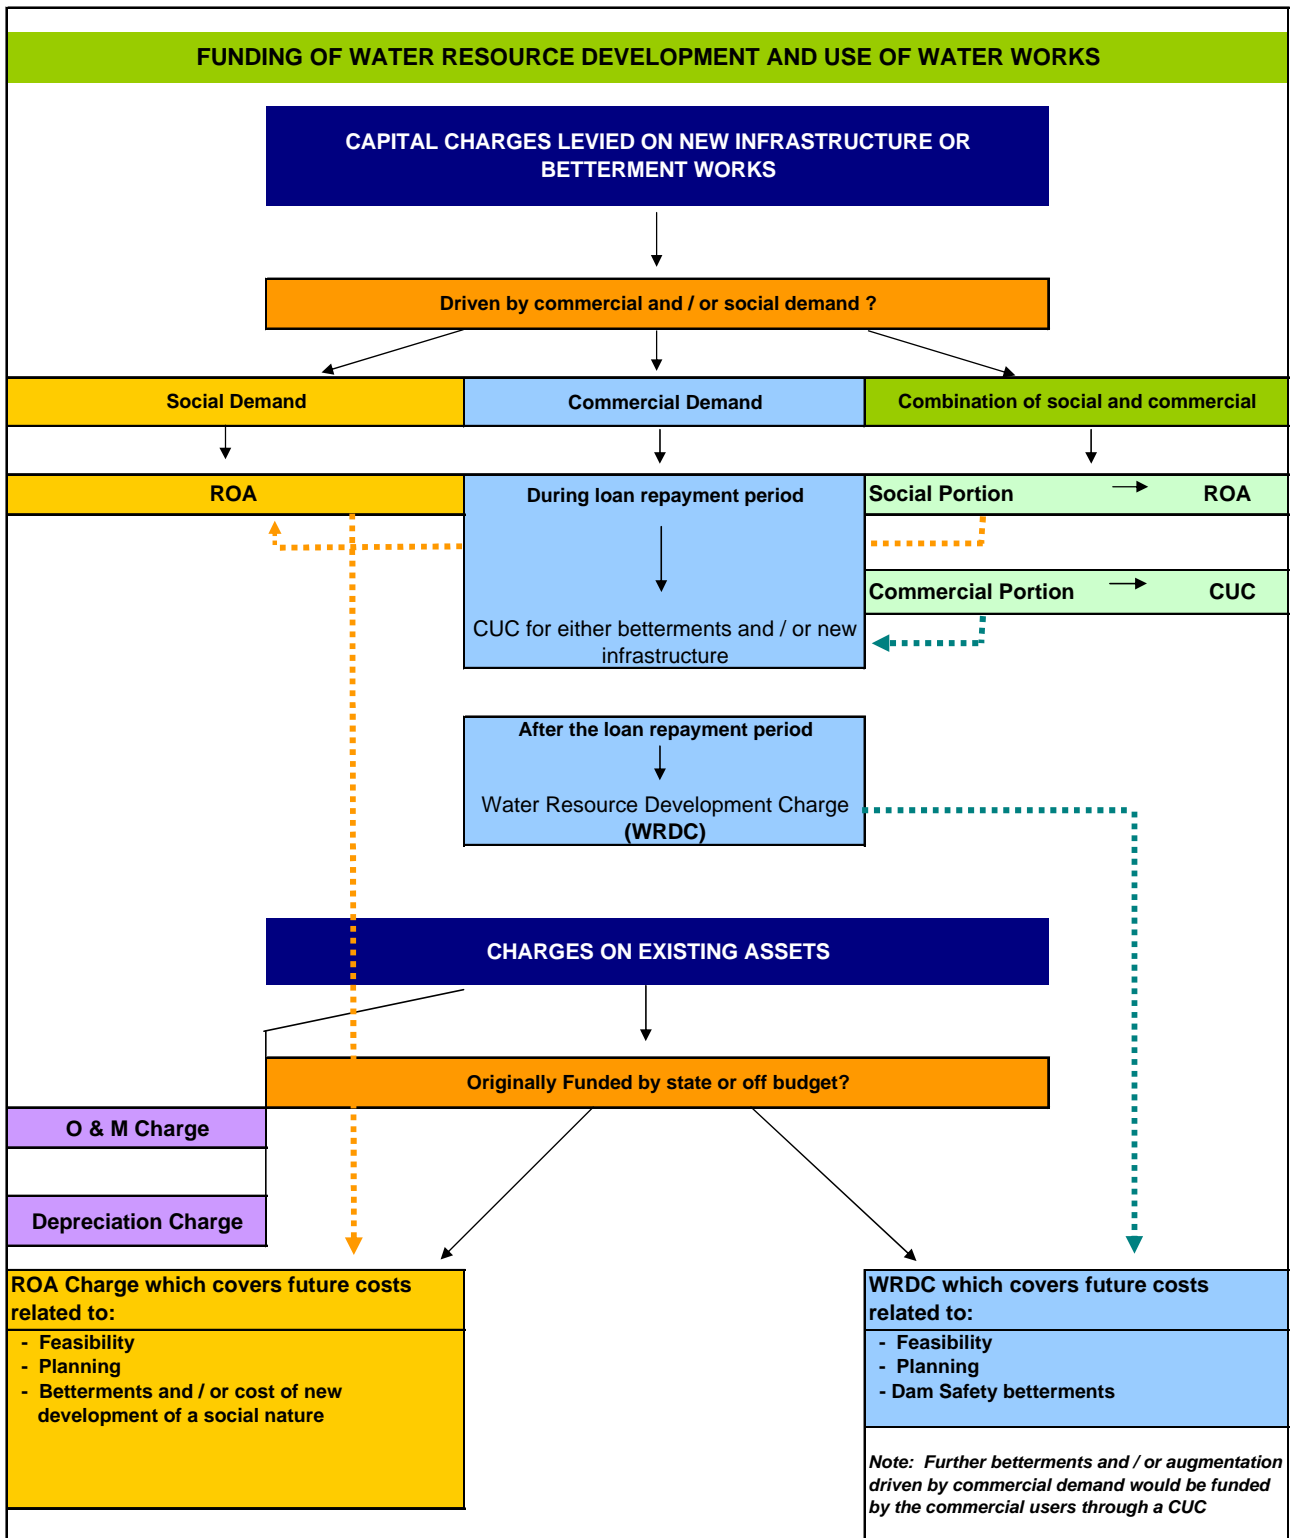 FUNDING OF WATER RESOURCE DEVELOPMENT AND USE OF WATER WORKS
CAPITAL CHARGES LEVIED ON NEW INFRASTRUCTURE OR
BETTERMENT WORKS
Driven by commercial and / or social demand ?
Social Demand
Commercial Demand
Combination of social and commercial
ROA
During loan repayment period
Social Portion
ROA
Commercial Portion
CUC
CUC for either betterments and / or new
infrastructure
After the loan repayment period
Water Resource Development Charge
(WRDC)
CHARGES ON EXISTING ASSETS
Originally Funded by state or off budget?
O & M Charge
Depreciation Charge
ROA Charge which covers future costs
related to:
- Feasibility
- Planning
- Betterments and / or cost of new
development of a social nature
WRDC which covers future costs
related to:
- Feasibility
- Planning
- Dam Safety betterments
Note: Further betterments and / or augmentation
driven by commercial demand would be funded
by the commercial users through a CUC